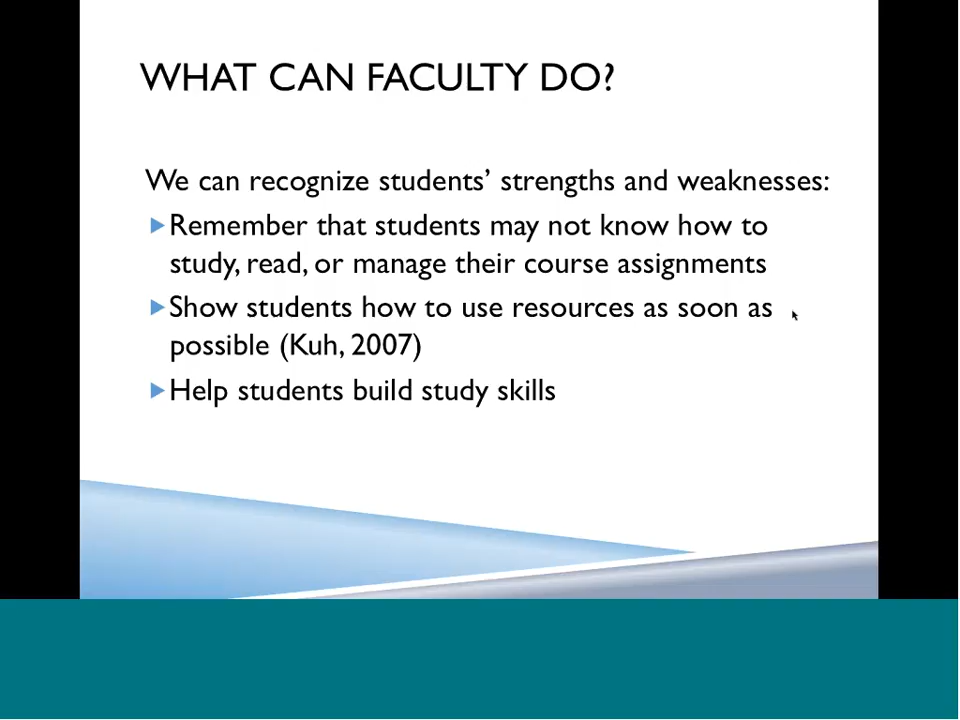 WHAT CAN FACULTY DO?
We can recognize students’ strengths and weaknesses:
Remember that students may not know how to
study, read, or manage their course assignments
Show students how to use resources as soon as
possible (Kuh, 2007)
Help students build study skills